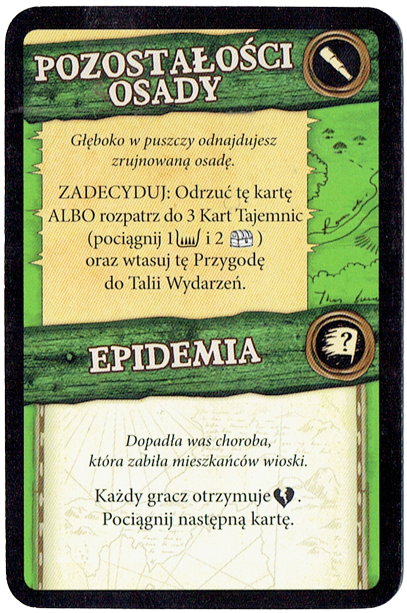 POZOSTAŁOŚCI
OSADY
Głęboko w puszczy odnajdujesz
zrujnowaną osadę.
ZADECYDUJ: Odrzuć tę kartę
ALBO rozpatrz do 3 Kart Tajemnic
(pociągnij 1 i 2 )
oraz wtasuj tę Przygodę
do Talii Wydarzeń.
?
EPIDEMIA
Dopadła was choroba,
która zabiła mieszkańców wioski.
Każdy gracz otrzymuje .
Pociągnij następną kartę.